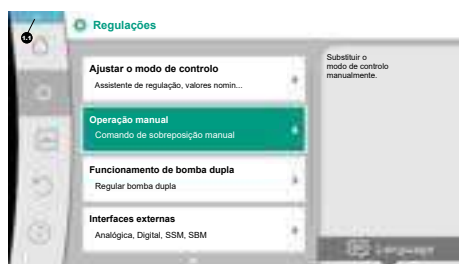 Regulações
1.1
Ajustar o modo de controlo
Assistente de regulação, valores nomin...
Operação manual
Comando de sobreposição manual
Funcionamento de bomba dupla
Regular bomba dupla
Interfaces externas
Analógica, Digital, SSM, SBM
Substituir o
modo de controlo
manualmente.
Language